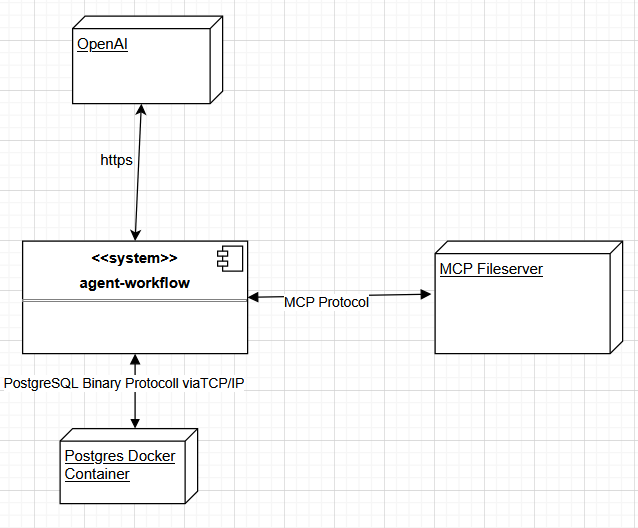 OpenAI
https
<<system>>
agent-workflow
MCP Fileserver
MCP Protocol
PostgreSQL Binary Protocoll viaTCP/IP
Postgres Docker
Container